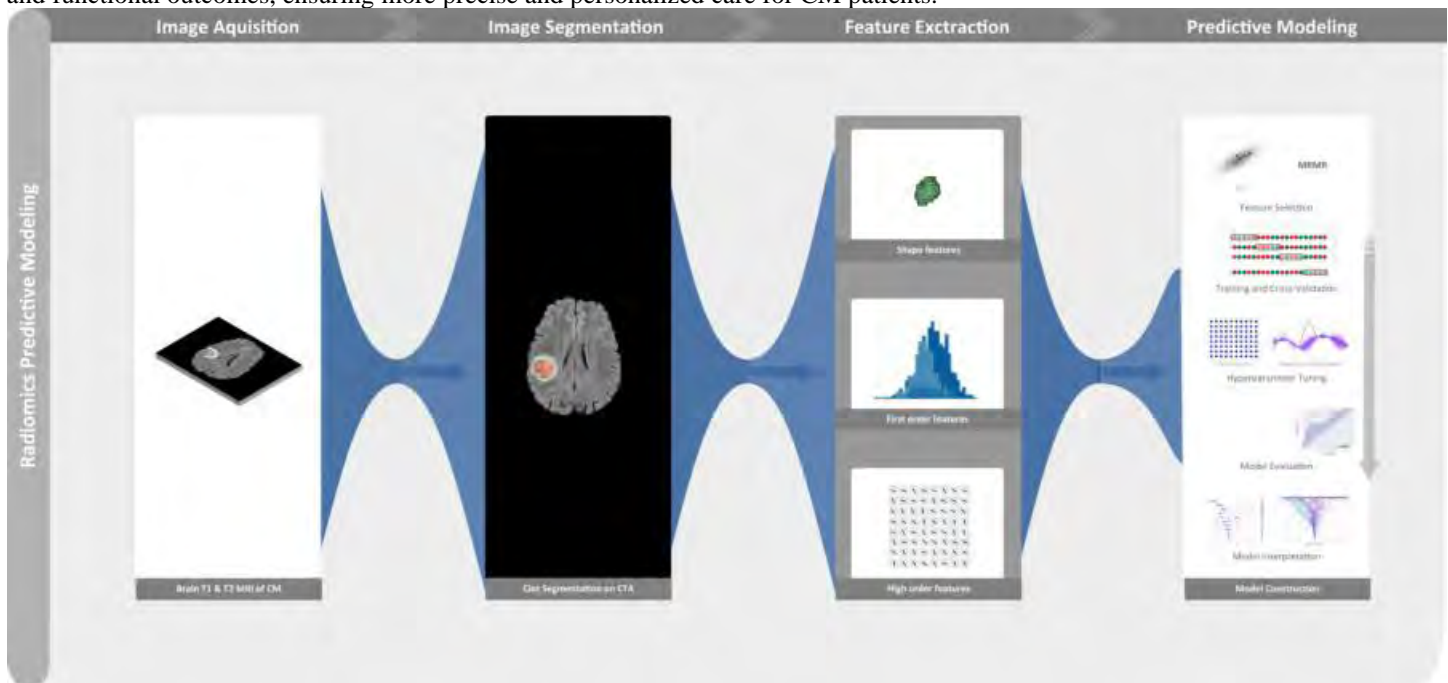 and functional outcomes, ensuring more precise and personalized care for CM patients.
Image Aquisition
Image Segmentation
Feature Exctraction
Predictive Modeling
Radiomics Predictive Modeling
Brain T1 & T2 MRI of CM
Clot Segmentation on CTA
Shape features
First order features
High order features
MRMR
Feature Selection
Training and Cross Validation
Hyperparameter Tuning
Model Evaluation
Model Interpretation
Model Construction